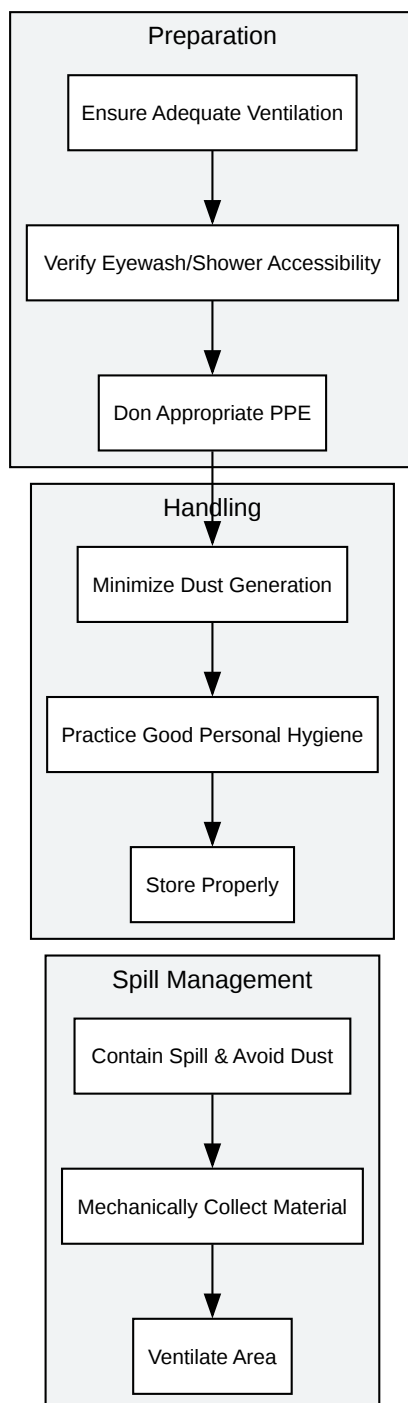 Preparation
Ensure Adequate Ventilation
Verify Eyewash/Shower Accessibility
Don Appropriate PPE
Handling
Minimize Dust Generation
Practice Good Personal Hygiene
Store Properly
Spill Management
Contain Spill & Avoid Dust
Mechanically Collect Material
Ventilate Area